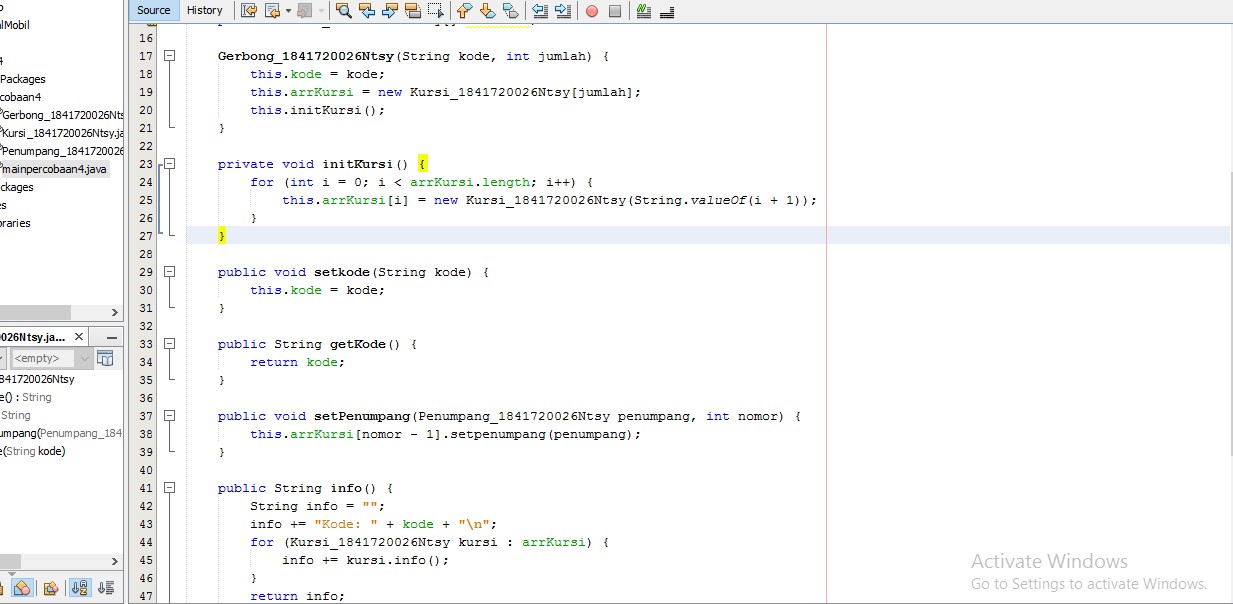 Source History
lMobil
4
Packages
cobaan4
Gerbong_1841720026Nts
Kursi_1841720026Ntsy.ja
Penumpang_1841720026
mainpercobaan4.java
ckages
es
raries
0026Ntsy.ja...
<empty>
841720026Ntsy
e() : String
String
umpang(Penumpang_184
e(String kode)
16
17 Gerbong_1841720026Ntsy(String kode, int jumlah) {
18 this.kode = kode;
19 this.arrKursi = new Kursi_1841720026Ntsy[jumlah];
20 this.initKursi();
21 }
22
23 private void initKursi() {
24 for (int i = 0; i < arrKursi.length; i++) {
25 this.arrKursi[i] = new Kursi_1841720026Ntsy(String.valueOf(i + 1));
26 }
27 }
28
29 public void setkode(String kode) {
30 this.kode = kode;
31 }
32
33 public String getKode() {
34 return kode;
35 }
36
37 public void setPenumpang(Penumpang_1841720026Ntsy penumpang, int nomor) {
38 this.arrKursi[nomor - 1].setpenumpang(penumpang);
39 }
40
41 public String info() {
42 String info = "";
43 info += "Kode: " + kode + "\n";
44 for (Kursi_1841720026Ntsy kursi : arrKursi) {
45 info += kursi.info();
46 }
47 return info;
Activate Windows
Go to Settings to activate Windows.